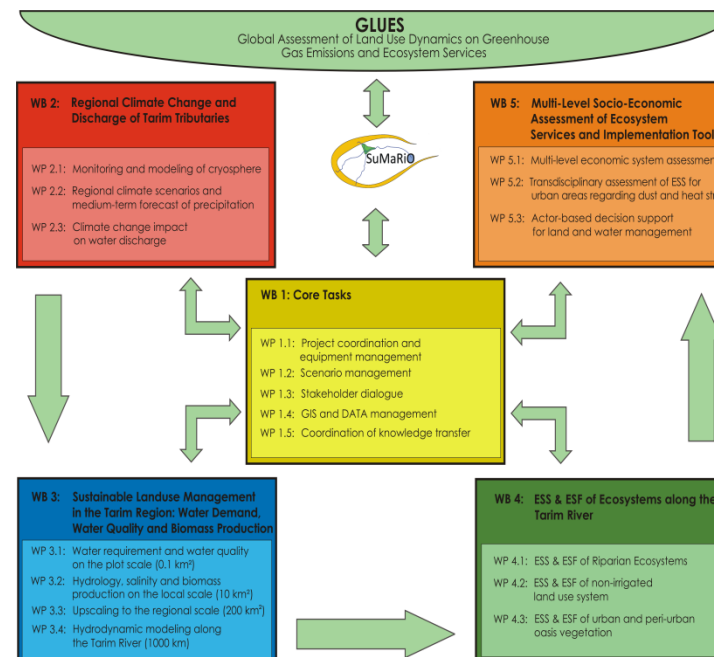 GLUES
Global Assessment of Land Use Dynamics on Greenhouse
Gas Emissions and Ecosystem Services
WB 2: Regional Climate Change and
Discharge of Tarim Tributaries
WP 2.1: Monitoring and modeling of cryosphere
WP 2.2: Regional climate scenarios and
medium-term forecast of precipitation
WP 2.3: Climate change impact
on water discharge
SuMaRiO
WB 5: Multi-Level Socio-Economic
Assessment of Ecosystem
Services and Implementation Tool
WP 5.1: Multi-level economic system assessmen
WP 5.2: Transdisciplinary assessment of ESS for
urban areas regarding dust and heat str
WP 5.3: Actor-based decision support
for land and water management
WB 1: Core Tasks
WP 1.1: Project coordination and
equipment management
WP 1.2: Scenario management
WP 1.3: Stakeholder dialogue
WP 1.4: GIS and DATA management
WP 1.5: Coordination of knowledge transfer
WB 3: Sustainable Landuse Management
in the Tarim Region: Water Demand,
Water Quality and Biomass Production
WP 3.1: Water requirement and water quality
on the plot scale (0.1 km²)
WP 3.2: Hydrology, salinity and biomass
production on the local scale (10 km²)
WP 3.3: Upscaling to the regional scale (200 km²)
WP 3.4: Hydrodynamic modeling along
the Tarim River (1000 km)
WB 4: ESS & ESF of Ecosystems along the
Tarim River
WP 4.1: ESS & ESF of Riparian Ecosystems
WP 4.2: ESS & ESF of non-irrigated
land use system
WP 4.3: ESS & ESF of urban and peri-urban
oasis vegetation